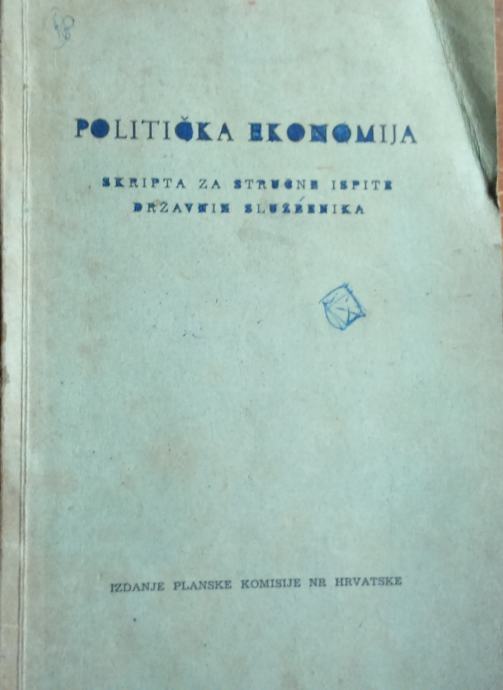 POLITIČKA EKONOMIJA
SKRIPTA ZA STRUČNE ISPITE
DRŽAVNIH SLUŽBENIKA
IZDANJE PLANSKE KOMISIJE NR HRVATSKE